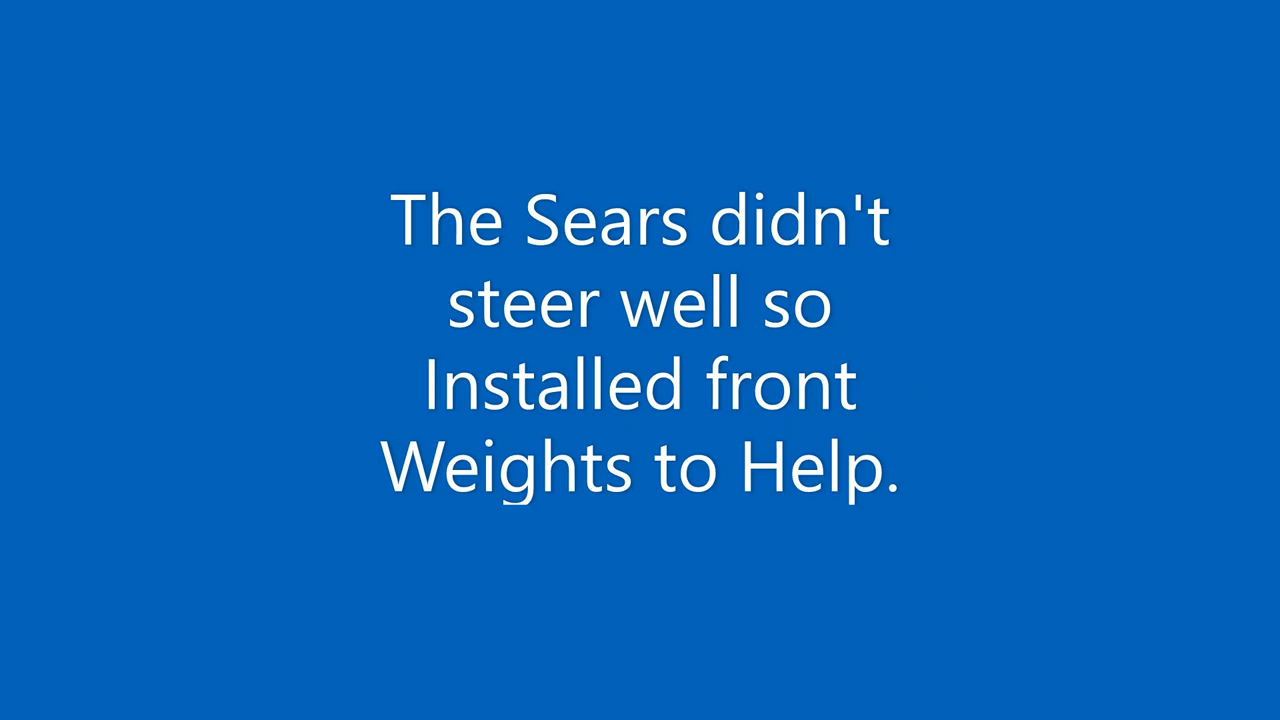 The Sears didn't
steer well so
Installed front
Weights to Help.